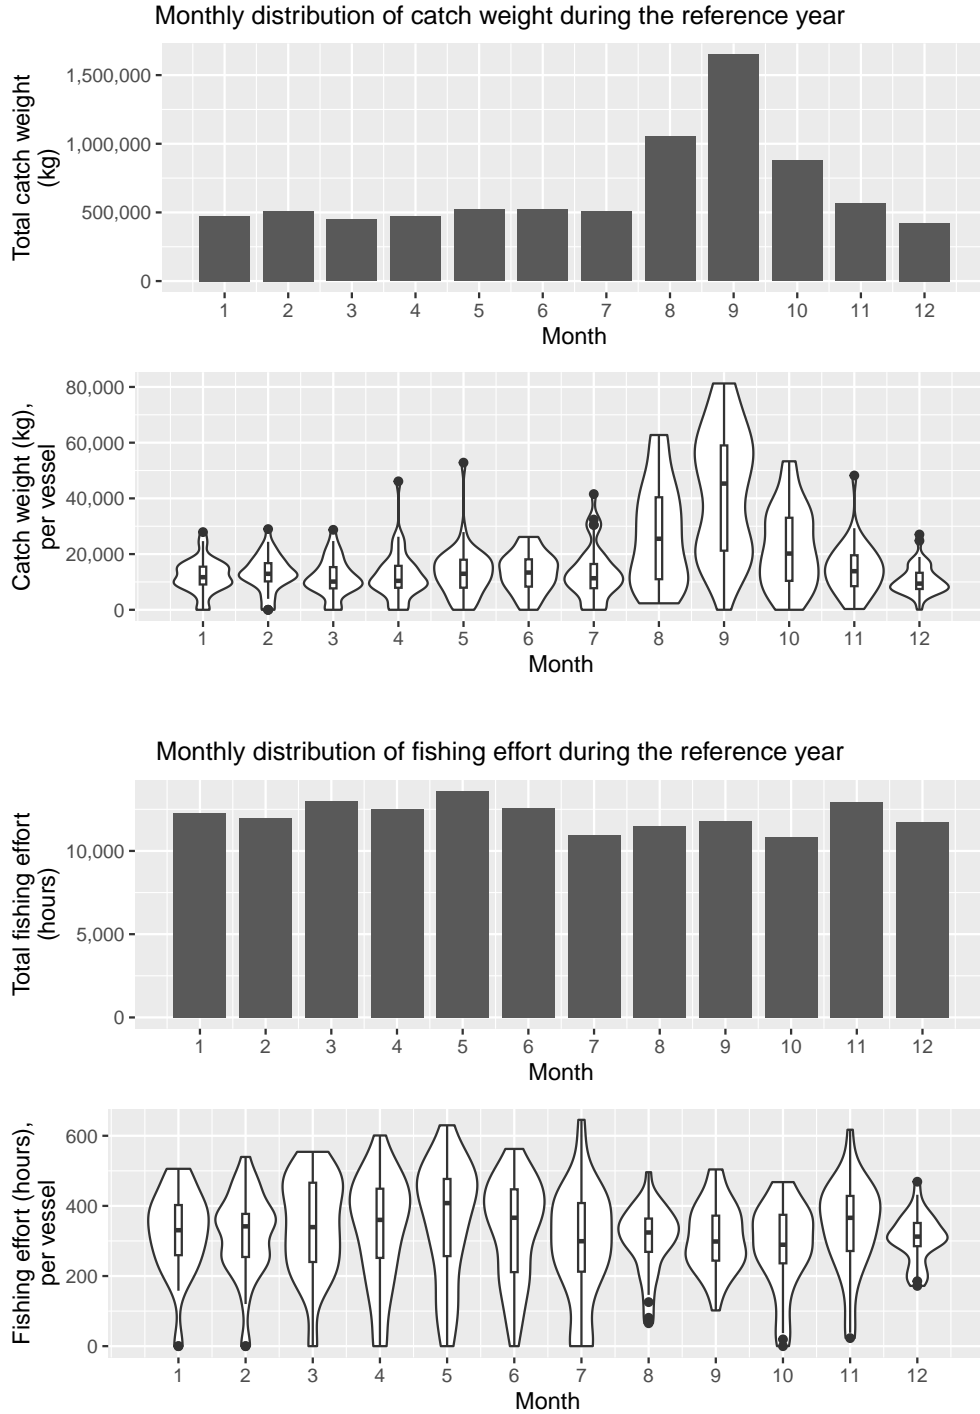 Monthly distribution of catch weight during the reference year
Total catch weight
(kg)
1,500,000
1,000,000
500,000
0
1 2 3 4 5 6 7 8 9 10 11 12
Month
Catch weight (kg),
per vessel
80,000
60,000
40,000
20,000
0
1 2 3 4 5 6 7 8 9 10 11 12
Month
Monthly distribution of fishing effort during the reference year
Total fishing effort
(hours)
10,000
5,000
0
1 2 3 4 5 6 7 8 9 10 11 12
Month
Fishing effort (hours),
per vessel
600
400
200
0
1 2 3 4 5 6 7 8 9 10 11 12
Month